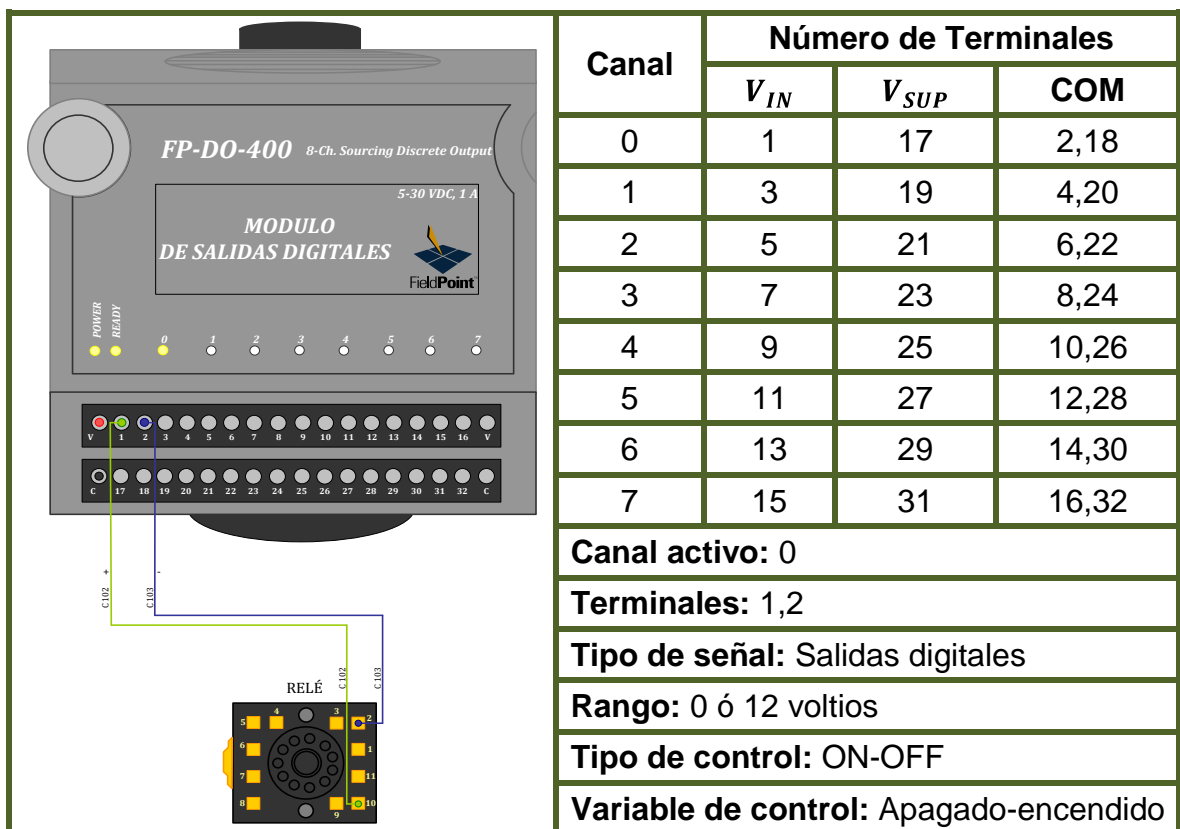 FP-DO-400 8-Ch. Sourcing Discrete Output
5-30 VDC, 1 A
MODULO
DE SALIDAS DIGITALES
FieldPoint
POWER
READY
0 1 2 3 4 5 6 7
V 1 2 3 4 5 6 7 8 9 10 11 12 13 14 15 16 V
C 17 18 19 20 21 22 23 24 25 26 27 28 29 30 31 32 C
+ -
C102 C103
C102 C103
RELÉ
5 4 3 2
6 1
7 11
8 9 10
Canal Número de Terminales
V_IN V_SUP COM
0 1 17 2,18
1 3 19 4,20
2 5 21 6,22
3 7 23 8,24
4 9 25 10,26
5 11 27 12,28
6 13 29 14,30
7 15 31 16,32
Canal activo: 0
Terminales: 1,2
Tipo de señal: Salidas digitales
Rango: 0 ó 12 voltios
Tipo de control: ON-OFF
Variable de control: Apagado-encendido